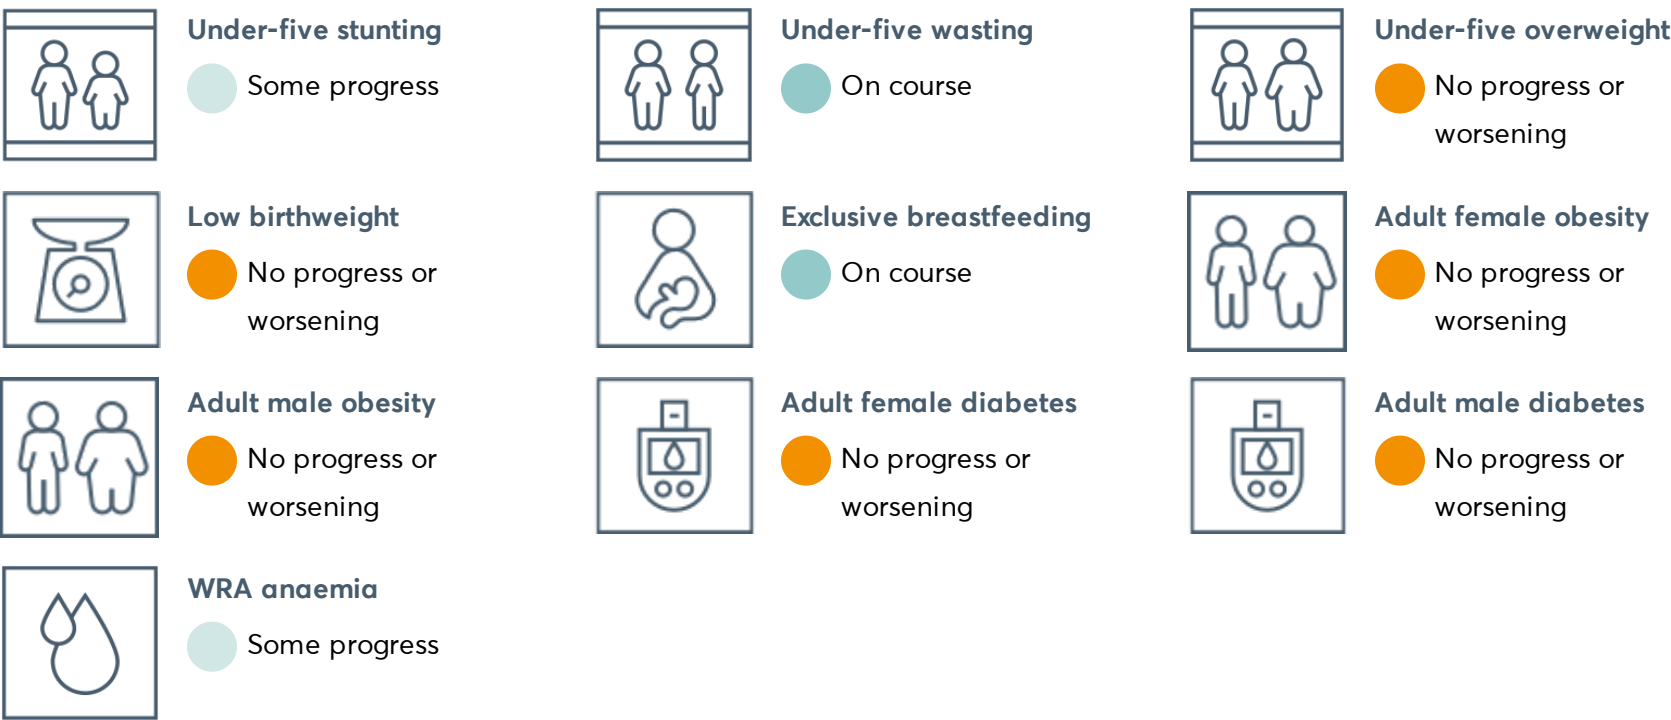 Under-five stunting
Some progress
Under-five wasting
On course
Under-five overweight
No progress or
worsening
Low birthweight
No progress or
worsening
Exclusive breastfeeding
On course
Adult female obesity
No progress or
worsening
Adult male obesity
No progress or
worsening
Adult female diabetes
No progress or
worsening
Adult male diabetes
No progress or
worsening
WRA anaemia
Some progress